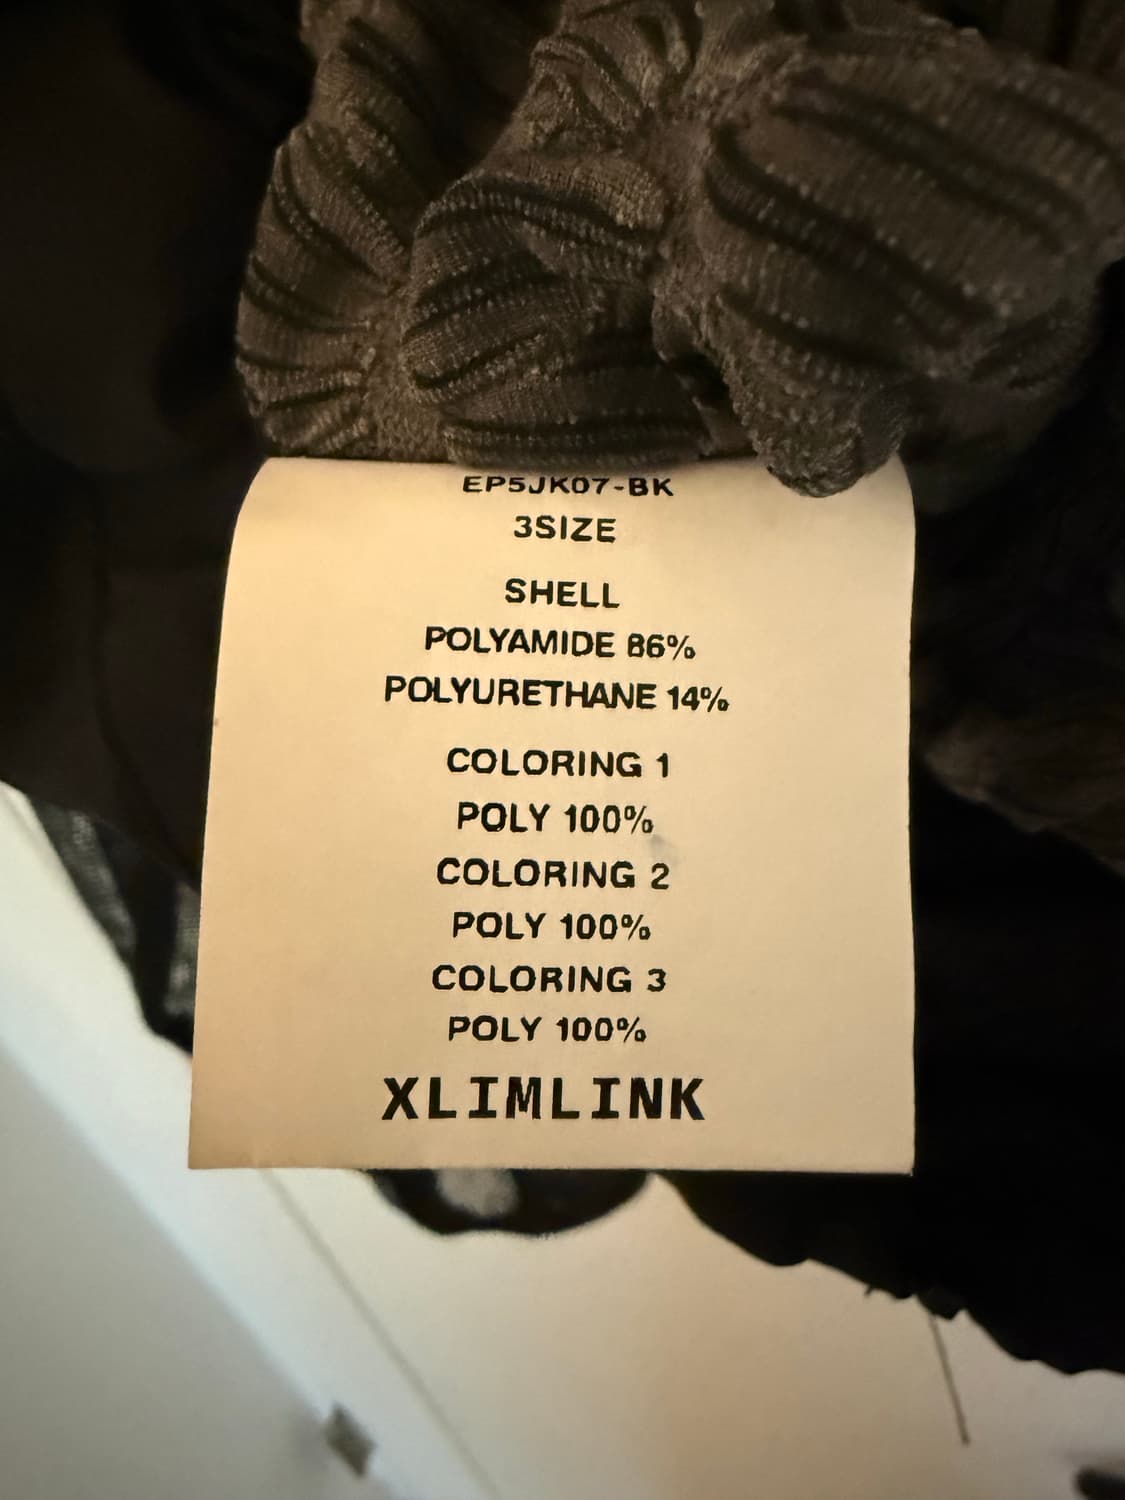 EP5JK07-BK
3SIZE
SHELL
POLYAMIDE 86%
POLYURETHANE 14%
COLORING 1
POLY 100%
COLORING 2
POLY 100%
COLORING 3
POLY 100%
XLIMLINK